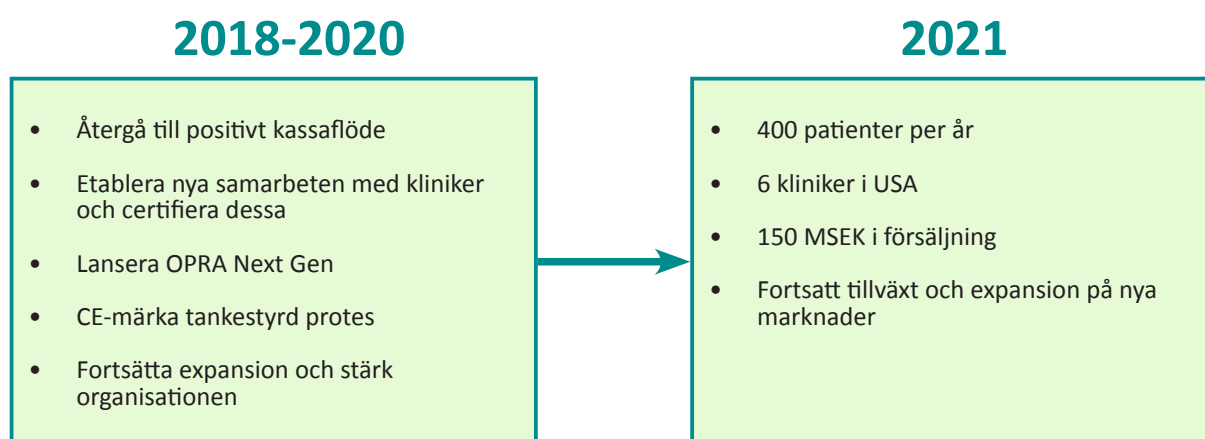 2018-2020
• Återgå till positivt kassaflöde
• Etablera nya samarbeten med kliniker
och certifiera dessa
• Lansera OPRA Next Gen
• CE-märka tankestyrd protes
• Fortsätta expansion och stärk
organisationen
2021
• 400 patienter per år
• 6 kliniker i USA
• 150 MSEK i försäljning
• Fortsatt tillväxt och expansion på nya
marknader